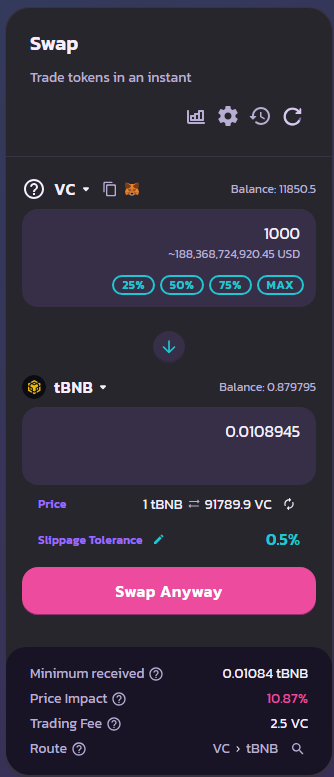 Swap
Trade tokens in an instant
VC Balance: 11850.5
1000
~188,368,724,920.45 USD
25% 50% 75% MAX
tBNB Balance: 0.879795
0.0108945
Price 1 tBNB ⇄ 91789.9 VC
Slippage Tolerance 0.5%
Swap Anyway
Minimum received ? 0.01084 tBNB
Price Impact ? 10.87%
Trading Fee ? 2.5 VC
Route ? VC > tBNB